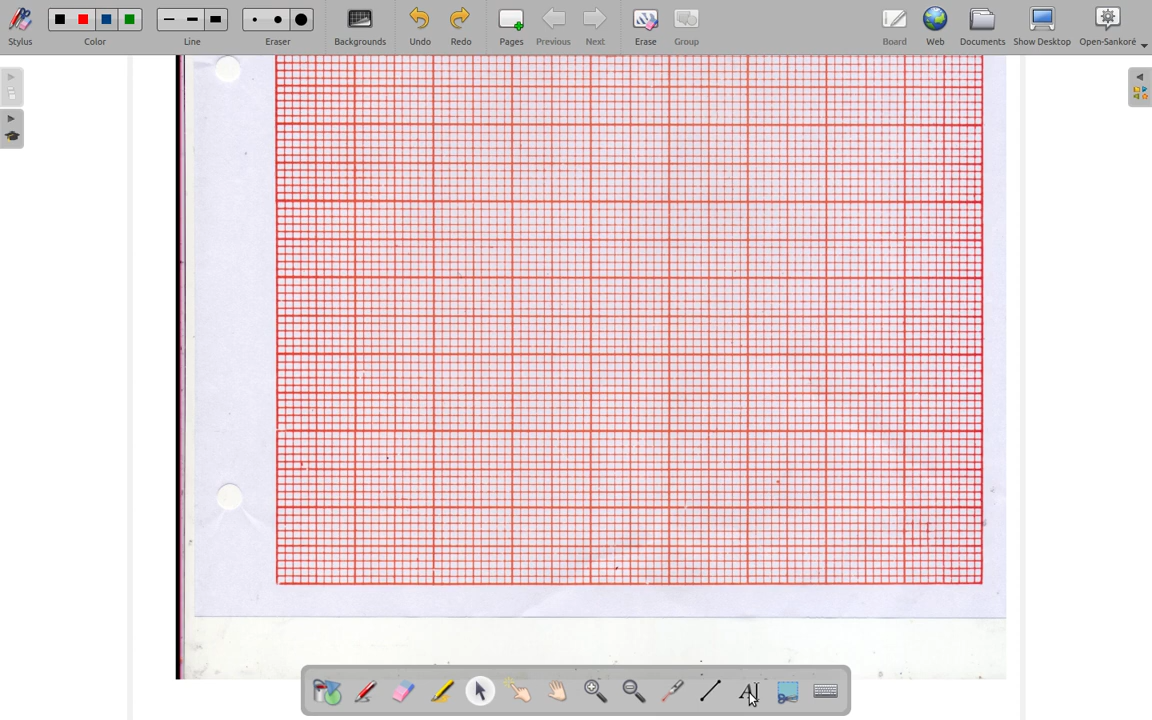 Stylus
Color
Line
Eraser
Backgrounds
Undo
Redo
Pages
Previous
Next
Erase
Group
Board
Web
Documents
Show Desktop
Open-Sankoré
AI